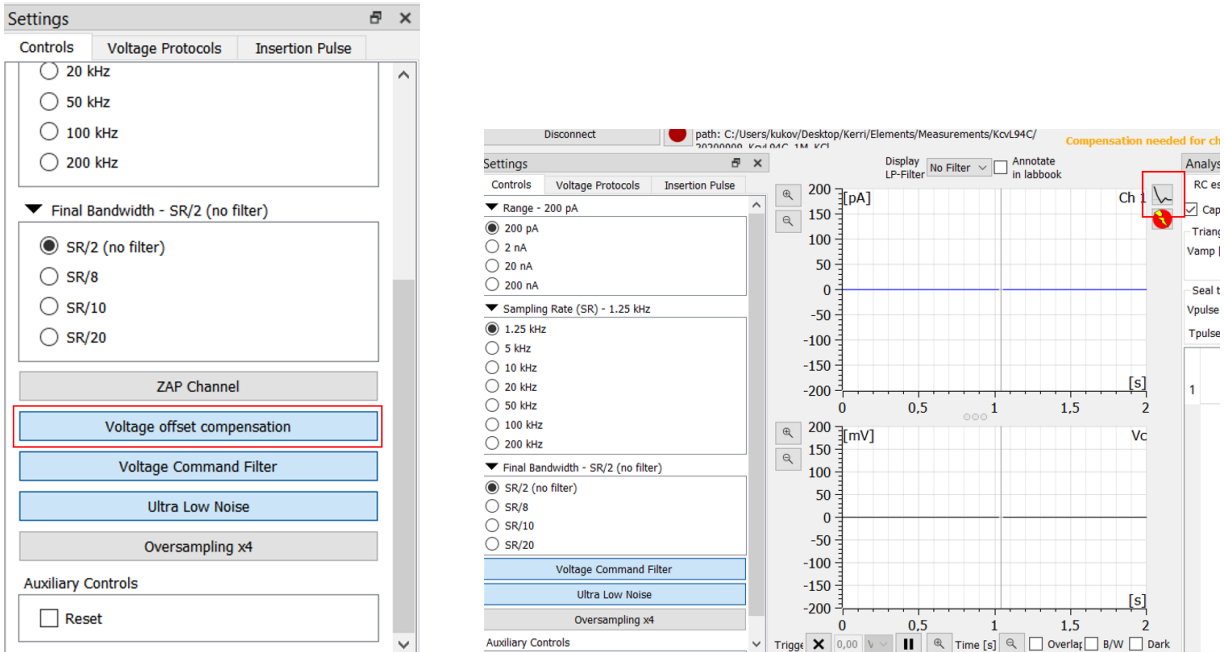 Settings
Controls
Voltage Protocols
Insertion Pulse
20 kHz
50 kHz
100 kHz
200 kHz
Final Bandwidth - SR/2 (no filter)
SR/2 (no filter)
SR/8
SR/10
SR/20
ZAP Channel
Voltage offset compensation
Voltage Command Filter
Ultra Low Noise
Oversampling x4
Auxiliary Controls
Reset
Disconnect
path: C:/Users/kukov/Desktop/Kerri/Elements/Measurements/KcvL94C/
Compensation needed for ch
Settings
Controls
Voltage Protocols
Insertion Pulse
Range - 200 pA
200 pA
2 nA
20 nA
200 nA
Sampling Rate (SR) - 1.25 kHz
1.25 kHz
5 kHz
10 kHz
20 kHz
50 kHz
100 kHz
200 kHz
Final Bandwidth - SR/2 (no filter)
SR/2 (no filter)
SR/8
SR/10
SR/20
Voltage Command Filter
Ultra Low Noise
Oversampling x4
Auxiliary Controls
Display
LP-Filter
No Filter
Annotate
in labbook
[pA]
Ch 1
200
150
100
50
0
-50
-100
-150
-200
[s]
0
0,5
1
1,5
2
[mV]
Vc
200
150
100
50
0
-50
-100
-150
-200
[s]
0
0,5
1
1,5
2
Trigge
0,00
V
Time [s]
Overlap
B/W
Dark
Analys
RC es
Cap
Triang
Vamp [
Seal t
Vpulse
Tpulse
1